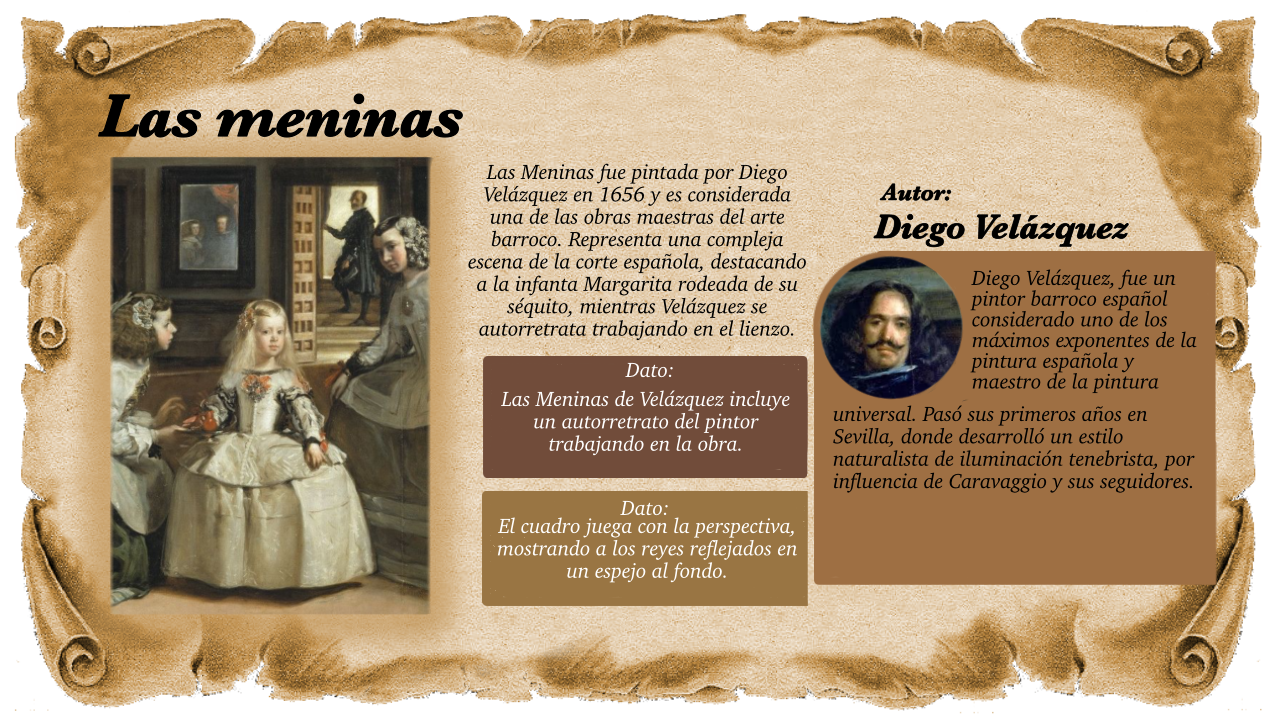 Las meninas
Las Meninas fue pintada por Diego
Velázquez en 1656 y es considerada
una de las obras maestras del arte
barroco. Representa una compleja
escena de la corte española, destacando
a la infanta Margarita rodeada de su
séquito, mientras Velázquez se
autorretrata trabajando en el lienzo.
Dato:
Las Meninas de Velázquez incluye
un autorretrato del pintor
trabajando en la obra.
Dato:
El cuadro juega con la perspectiva,
mostrando a los reyes reflejados en
un espejo al fondo.
Autor:
Diego Velázquez
Diego Velázquez, fue un
pintor barroco español
considerado uno de los
máximos exponentes de la
pintura española y
maestro de la pintura
universal. Pasó sus primeros años en
Sevilla, donde desarrolló un estilo
naturalista de iluminación tenebrista, por
influencia de Caravaggio y sus seguidores.